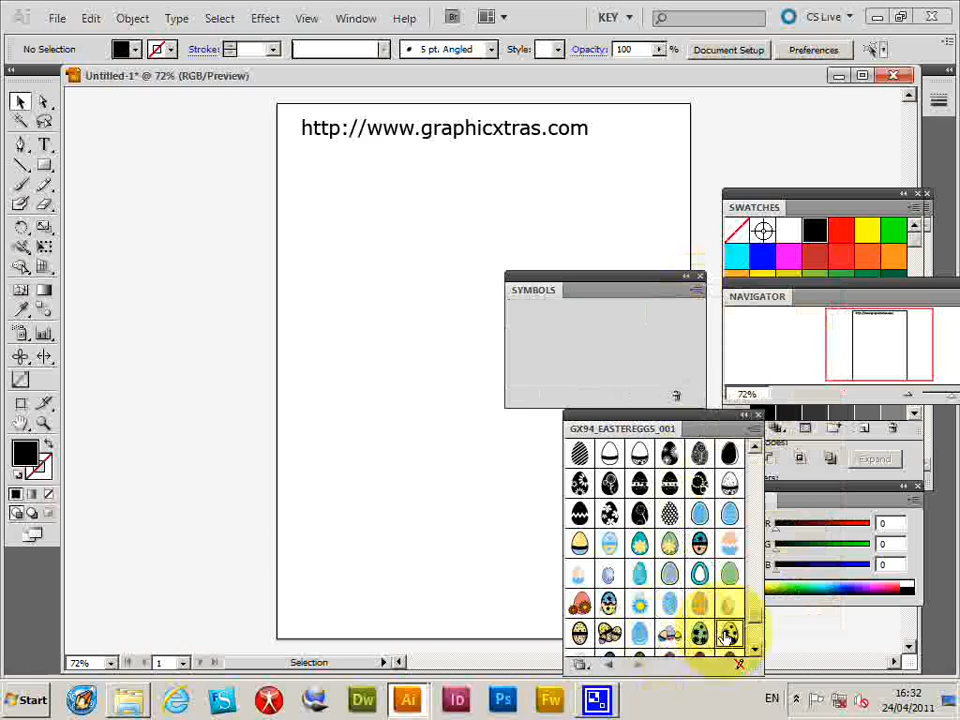 Ai File Edit Object Type Select Effect View Window Help Br KEY CS Live
No Selection Stroke: 5 pt. Angled Style: Opacity: 100 % Document Setup Preferences
Untitled-1* @ 72% (RGB/Preview)
http://www.graphicxtras.com
SWATCHES
SYMBOLS
NAVIGATOR
72%
GX94_EASTEREGGS_001
Expand
R 0
G 0
B 0
72% 1 Selection
Start Dw Ai Id Ps Fw EN 16:32
24/04/2011